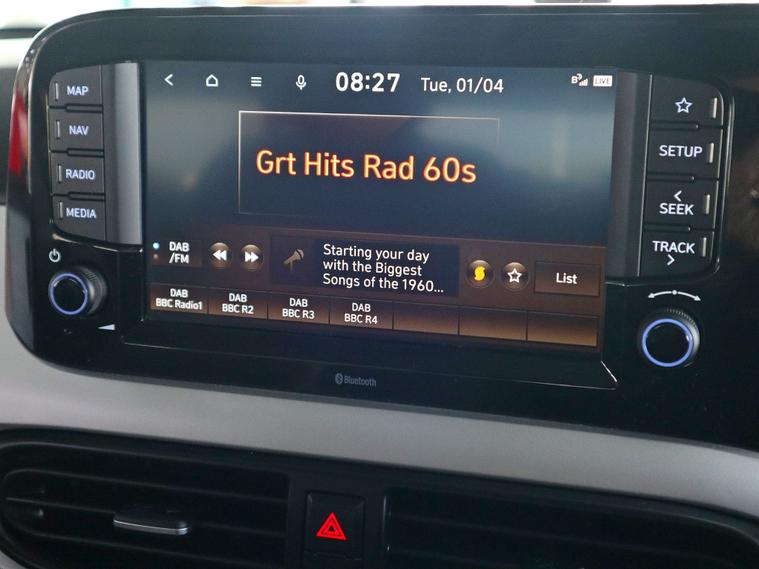 MAP
NAV
RADIO
MEDIA
08:27 Tue, 01/04 LIVE
Grt Hits Rad 60s
DAB
/FM
Starting your day
with the Biggest
Songs of the 1960...
List
DAB
BBC Radio1
DAB
BBC R2
DAB
BBC R3
DAB
BBC R4
SETUP
SEEK
TRACK
Bluetooth